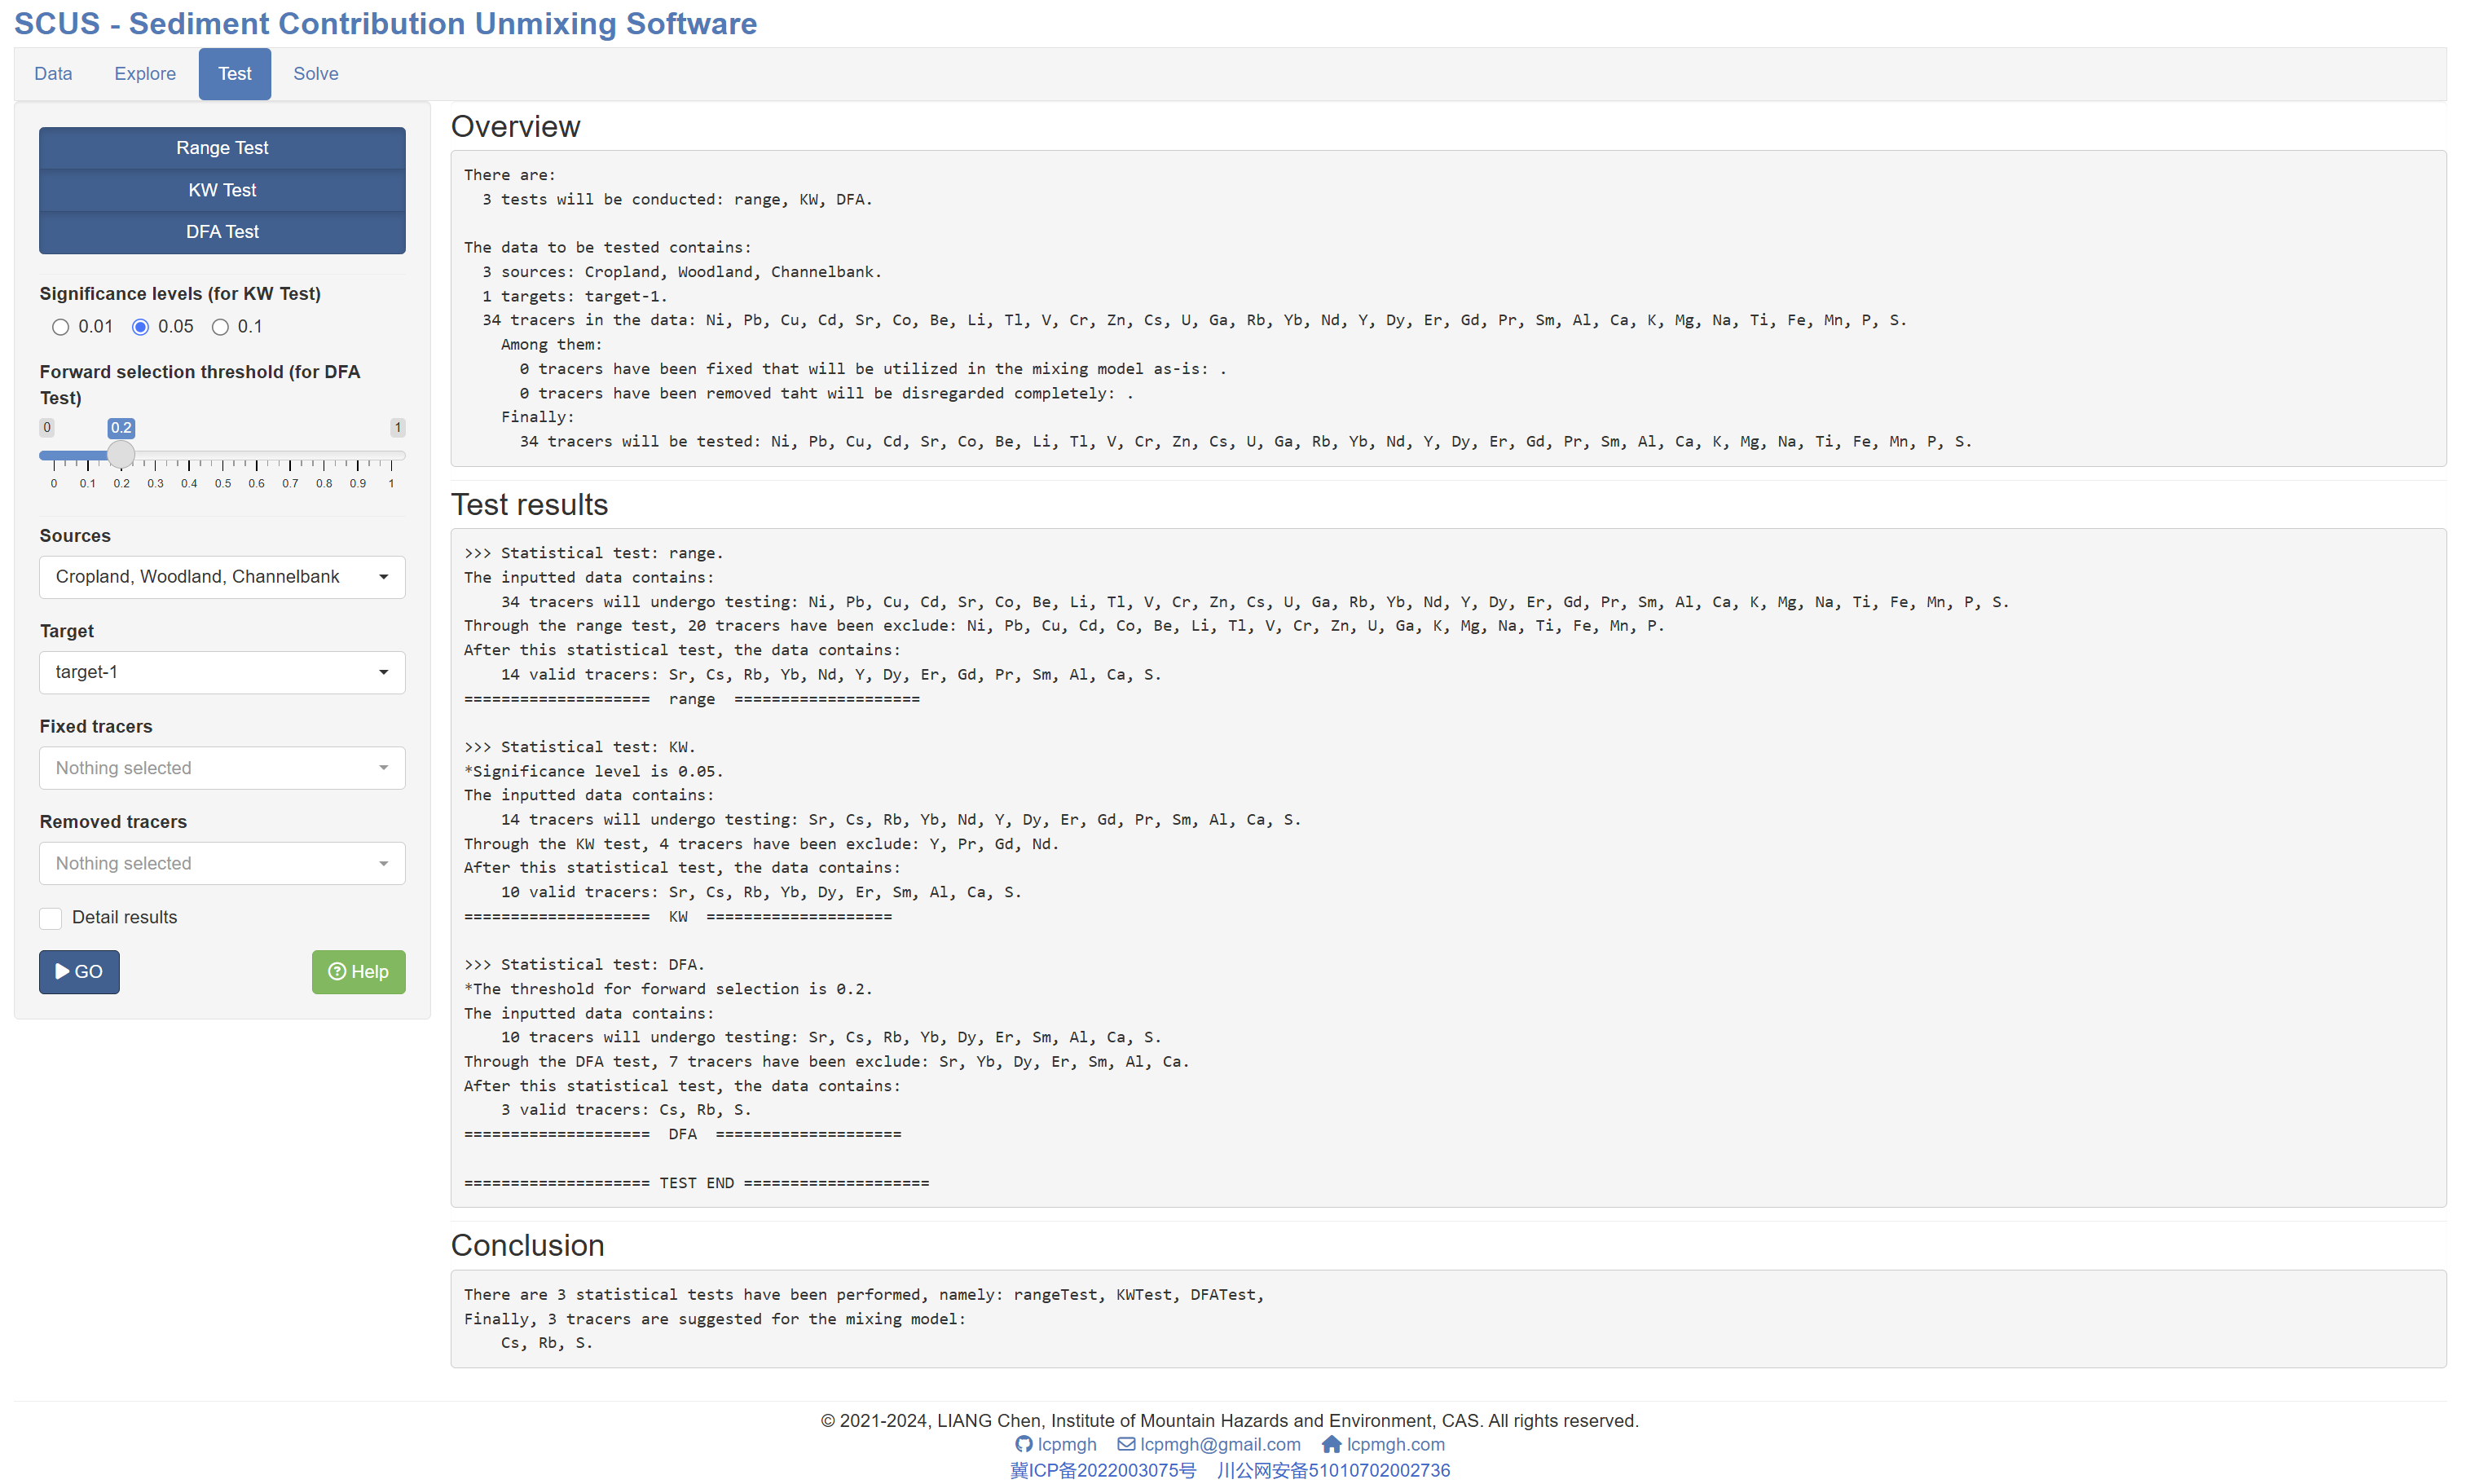 SCUS - Sediment Contribution Unmixing Software
Data Explore Test Solve
Range Test
KW Test
DFA Test
Significance levels (for KW Test)
0.01 0.05 0.1
Forward selection threshold (for DFA
Test)
0 0.2 1
0 0.1 0.2 0.3 0.4 0.5 0.6 0.7 0.8 0.9 1
Sources
Cropland, Woodland, Channelbank
Target
target-1
Fixed tracers
Nothing selected
Removed tracers
Nothing selected
Detail results
GO Help
Overview
There are:
3 tests will be conducted: range, KW, DFA.
The data to be tested contains:
3 sources: Cropland, Woodland, Channelbank.
1 targets: target-1.
34 tracers in the data: Ni, Pb, Cu, Cd, Sr, Co, Be, Li, Tl, V, Cr, Zn, Cs, U, Ga, Rb, Yb, Nd, Y, Dy, Er, Gd, Pr, Sm, Al, Ca, K, Mg, Na, Ti, Fe, Mn, P, S.
Among them:
0 tracers have been fixed that will be utilized in the mixing model as-is: .
0 tracers have been removed taht will be disregarded completely: .
Finally:
34 tracers will be tested: Ni, Pb, Cu, Cd, Sr, Co, Be, Li, Tl, V, Cr, Zn, Cs, U, Ga, Rb, Yb, Nd, Y, Dy, Er, Gd, Pr, Sm, Al, Ca, K, Mg, Na, Ti, Fe, Mn, P, S.
Test results
>>> Statistical test: range.
The inputted data contains:
34 tracers will undergo testing: Ni, Pb, Cu, Cd, Sr, Co, Be, Li, Tl, V, Cr, Zn, Cs, U, Ga, Rb, Yb, Nd, Y, Dy, Er, Gd, Pr, Sm, Al, Ca, K, Mg, Na, Ti, Fe, Mn, P, S.
Through the range test, 20 tracers have been exclude: Ni, Pb, Cu, Cd, Co, Be, Li, Tl, V, Cr, Zn, U, Ga, K, Mg, Na, Ti, Fe, Mn, P.
After this statistical test, the data contains:
14 valid tracers: Sr, Cs, Rb, Yb, Nd, Y, Dy, Er, Gd, Pr, Sm, Al, Ca, S.
==================== range ====================
>>> Statistical test: KW.
*Significance level is 0.05.
The inputted data contains:
14 tracers will undergo testing: Sr, Cs, Rb, Yb, Nd, Y, Dy, Er, Gd, Pr, Sm, Al, Ca, S.
Through the KW test, 4 tracers have been exclude: Y, Pr, Gd, Nd.
After this statistical test, the data contains:
10 valid tracers: Sr, Cs, Rb, Yb, Dy, Er, Sm, Al, Ca, S.
==================== KW ====================
>>> Statistical test: DFA.
*The threshold for forward selection is 0.2.
The inputted data contains:
10 tracers will undergo testing: Sr, Cs, Rb, Yb, Dy, Er, Sm, Al, Ca, S.
Through the DFA test, 7 tracers have been exclude: Sr, Yb, Dy, Er, Sm, Al, Ca.
After this statistical test, the data contains:
3 valid tracers: Cs, Rb, S.
==================== DFA ====================
==================== TEST END ====================
Conclusion
There are 3 statistical tests have been performed, namely: rangeTest, KWTest, DFATest,
Finally, 3 tracers are suggested for the mixing model:
Cs, Rb, S.
© 2021-2024, LIANG Chen, Institute of Mountain Hazards and Environment, CAS. All rights reserved.
lcpmgh lcpmgh@gmail.com lcpmgh.com
冀ICP备2022003075号 川公网安备51010702002736